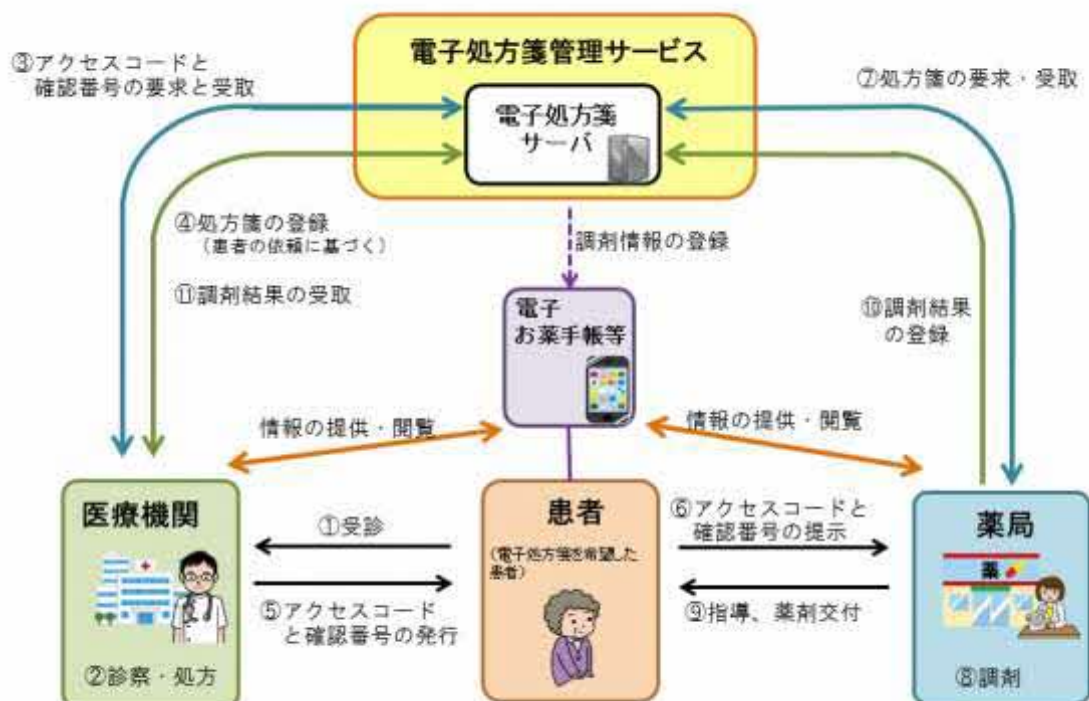 電子処方箋管理サービス
電子処方箋
サーバ
③アクセスコードと
確認番号の要求と受取
⑦処方箋の要求・受取
④処方箋の登録
(患者の依頼に基づく)
⑪調剤結果の受取
調剤情報の登録
電子
お薬手帳等
⑩調剤結果
の登録
情報の提供・閲覧
情報の提供・閲覧
医療機関
①受診
⑤アクセスコード
と確認番号の発行
②診察・処方
患者
(電子処方箋を希望した
患者)
⑥アクセスコードと
確認番号の提示
⑨指導、薬剤交付
薬局
薬
⑧調剤